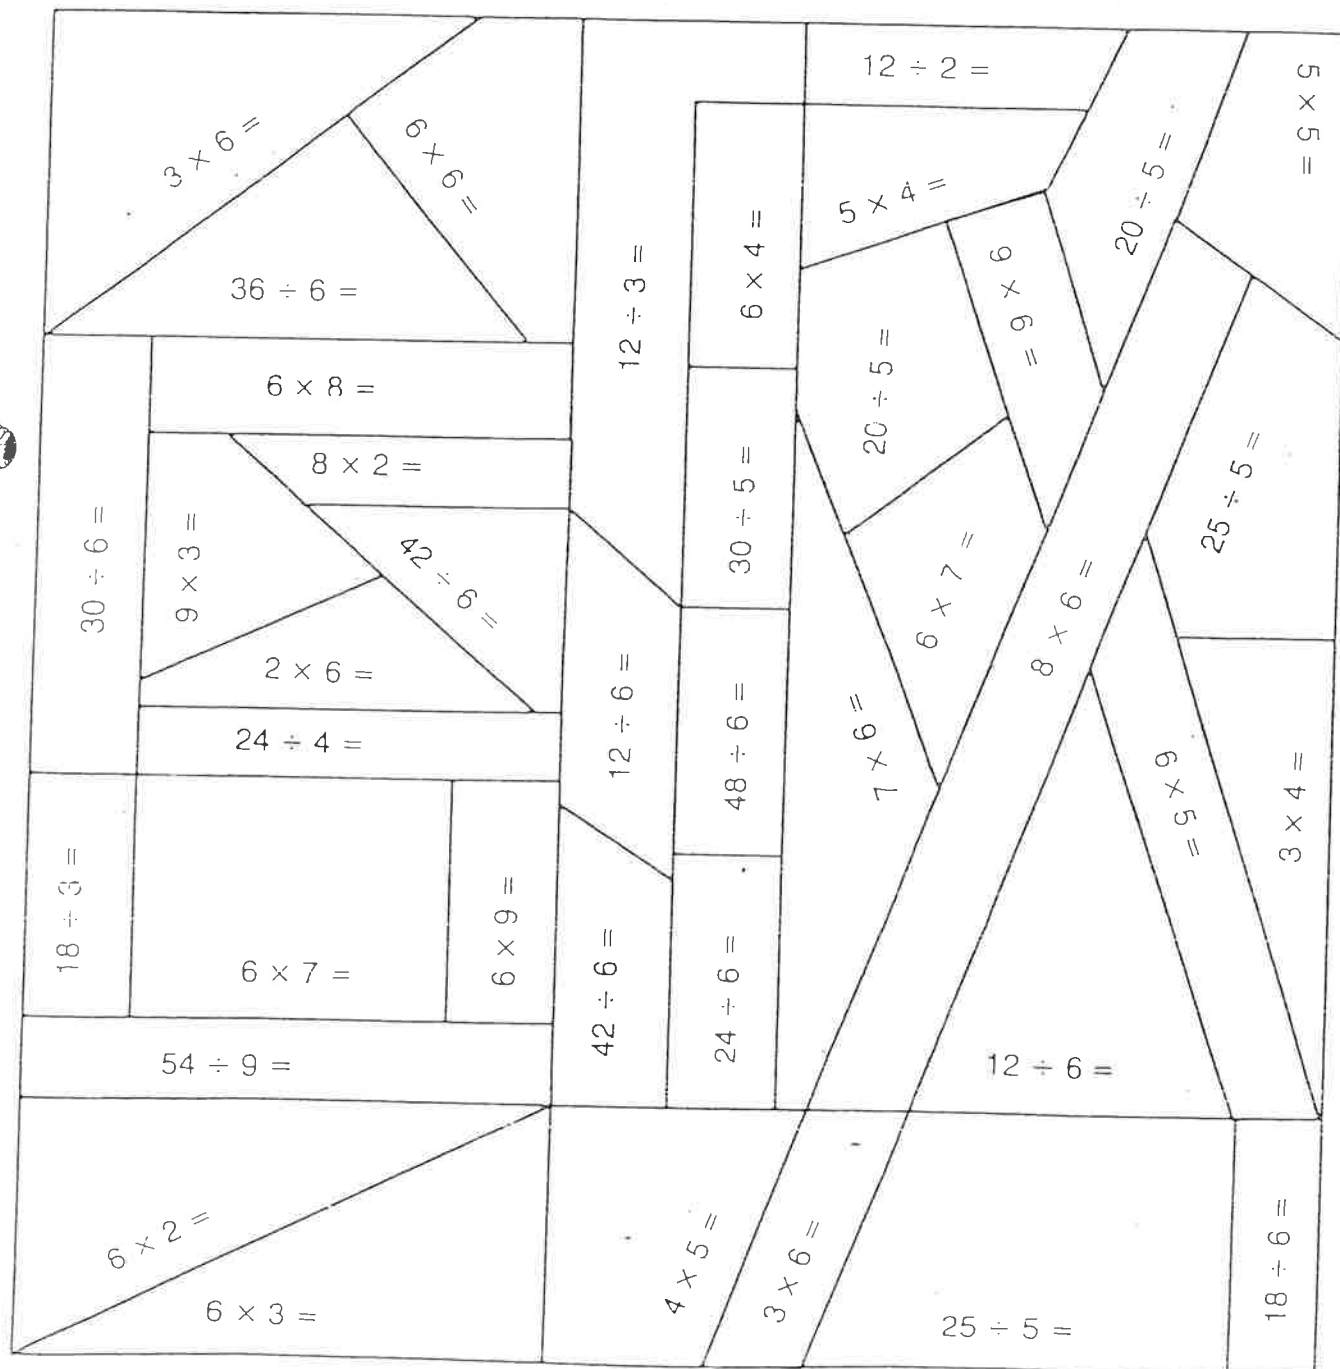 3 × 6 =
6 × 6 =
36 ÷ 6 =
12 ÷ 2 =
5 × 5 =
20 ÷ 5 =
5 × 4 =
6 × 4 =
12 ÷ 3 =
6 × 9 =
20 ÷ 5 =
6 × 8 =
8 × 2 =
30 ÷ 5 =
25 ÷ 5 =
30 ÷ 6 =
9 × 3 =
42 ÷ 6 =
6 × 7 =
8 × 6 =
2 × 6 =
12 ÷ 6 =
48 ÷ 6 =
7 × 6 =
24 ÷ 4 =
6 × 5 =
3 × 4 =
18 ÷ 3 =
6 × 7 =
6 × 9 =
42 ÷ 6 =
24 ÷ 6 =
54 ÷ 9 =
12 ÷ 6 =
6 × 2 =
6 × 3 =
4 × 5 =
3 × 6 =
25 ÷ 5 =
18 ÷ 6 =